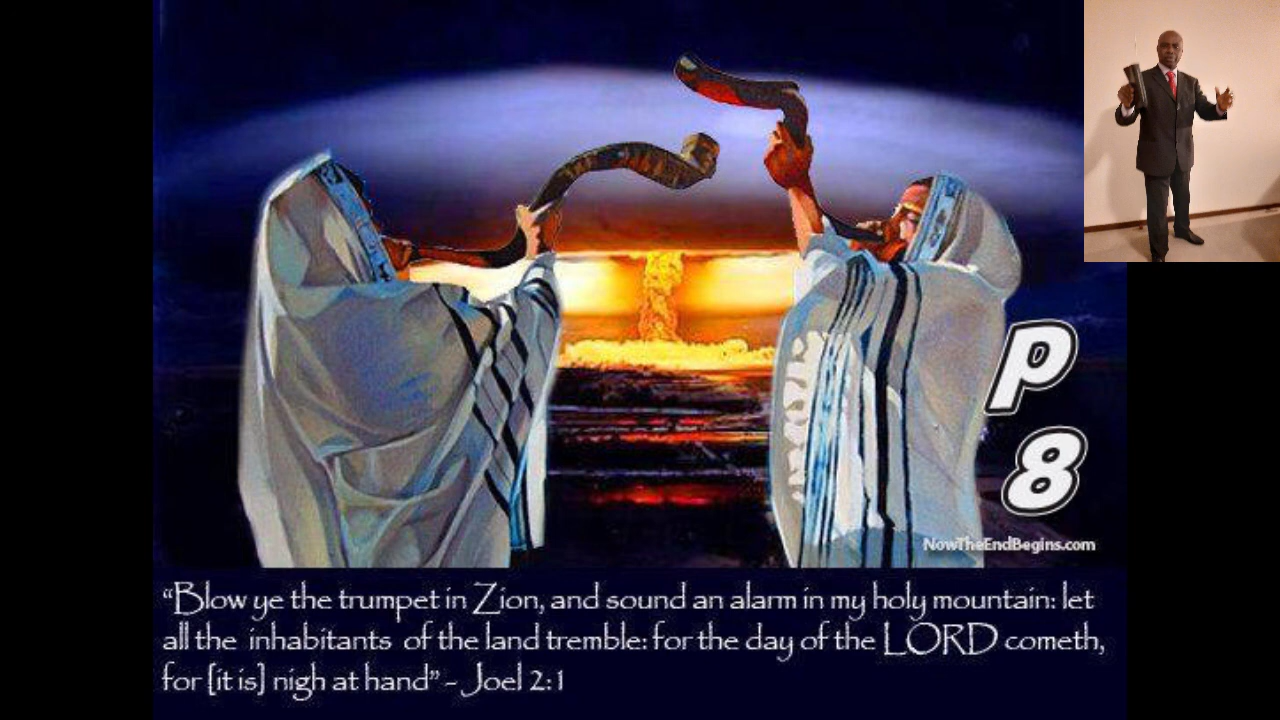 P
8
NowTheEndBegins.com
“Blow ye the trumpet in Zion, and sound an alarm in my holy mountain: let
all the inhabitants of the land tremble: for the day of the LORD cometh,
for [it is] nigh at hand” - Joel 2:1